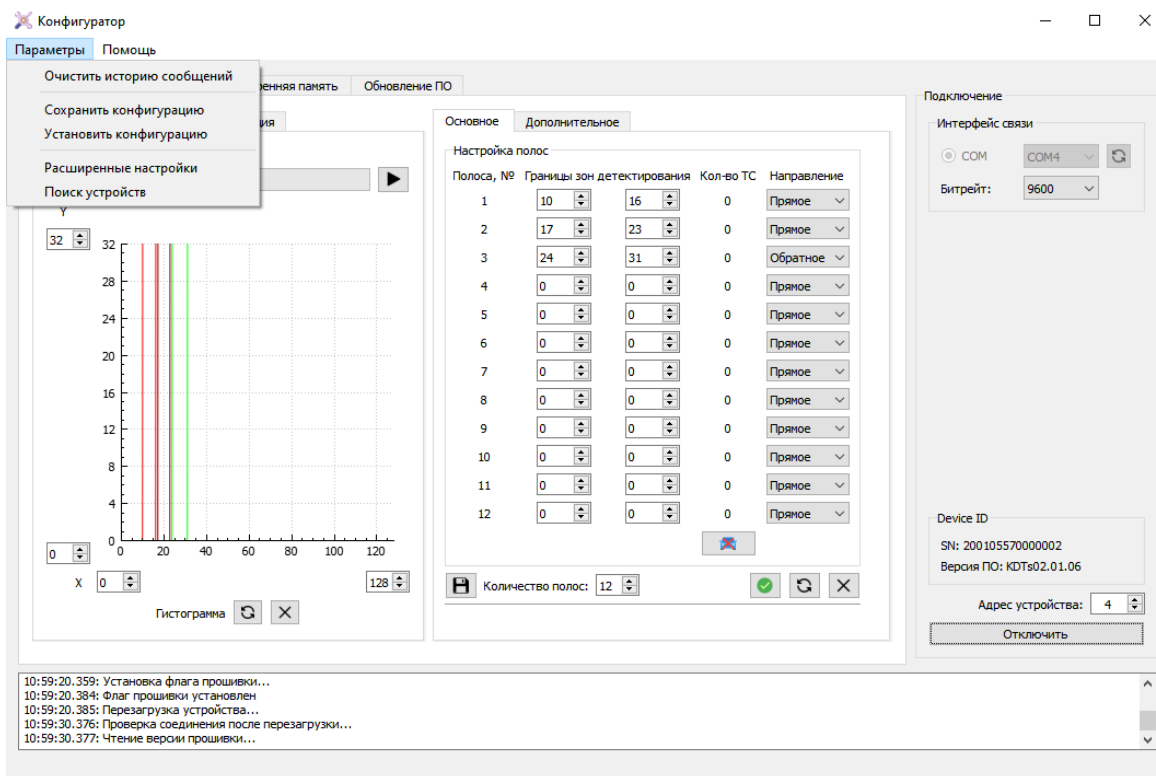 Конфигуратор
Параметры Помощь
Очистить историю сообщений
Сохранить конфигурацию
Установить конфигурацию
Расширенные настройки
Поиск устройств
память Обновление ПО
Основное Дополнительное
Настройка полос
Полоса, № Границы зон детектирования Кол-во ТС Направление
1 10 16 0 Прямое
2 17 23 0 Прямое
3 24 31 0 Обратное
4 0 0 0 Прямое
5 0 0 0 Прямое
6 0 0 0 Прямое
7 0 0 0 Прямое
8 0 0 0 Прямое
9 0 0 0 Прямое
10 0 0 0 Прямое
11 0 0 0 Прямое
12 0 0 0 Прямое
Количество полос: 12
Y
32
32
28
24
20
16
12
8
4
0
0
0 20 40 60 80 100 120
X 0 128
Гистограмма
Подключение
Интерфейс связи
COM COM4
Битрейт: 9600
Device ID
SN: 200105570000002
Версия ПО: KDTs02.01.06
Адрес устройства: 4
Отключить
10:59:20.359: Установка флага прошивки...
10:59:20.384: Флаг прошивки установлен
10:59:20.385: Перезагрузка устройства...
10:59:30.376: Проверка соединения после перезагрузки...
10:59:30.377: Чтение версии прошивки...